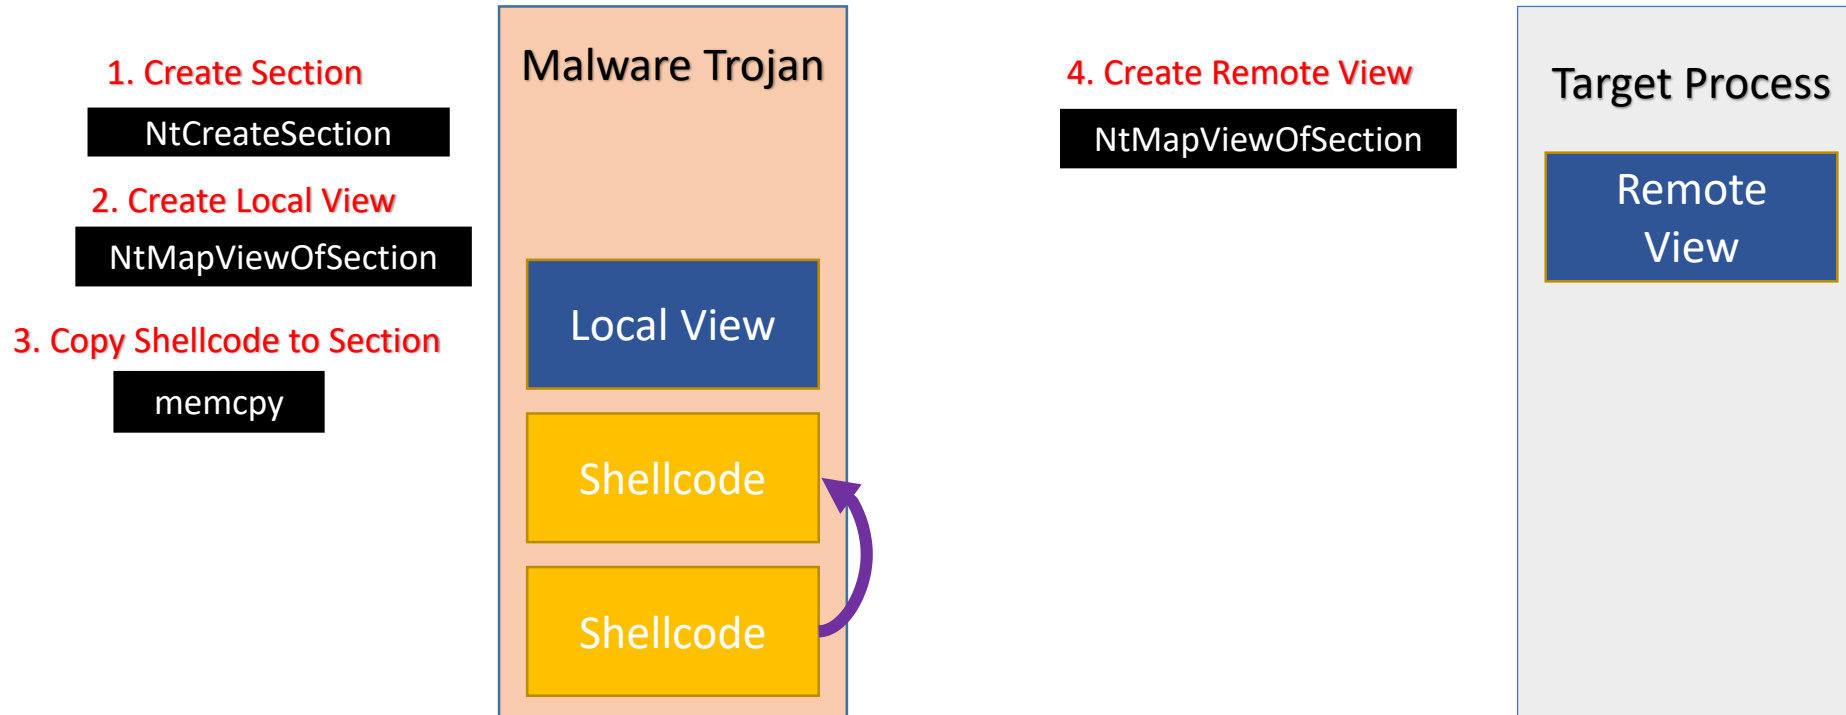 1. Create Section
NtCreateSection
2. Create Local View
NtMapViewOfSection
3. Copy Shellcode to Section
memcpy
Malware Trojan
Local View
Shellcode
Shellcode
4. Create Remote View
NtMapViewOfSection
Target Process
Remote
View